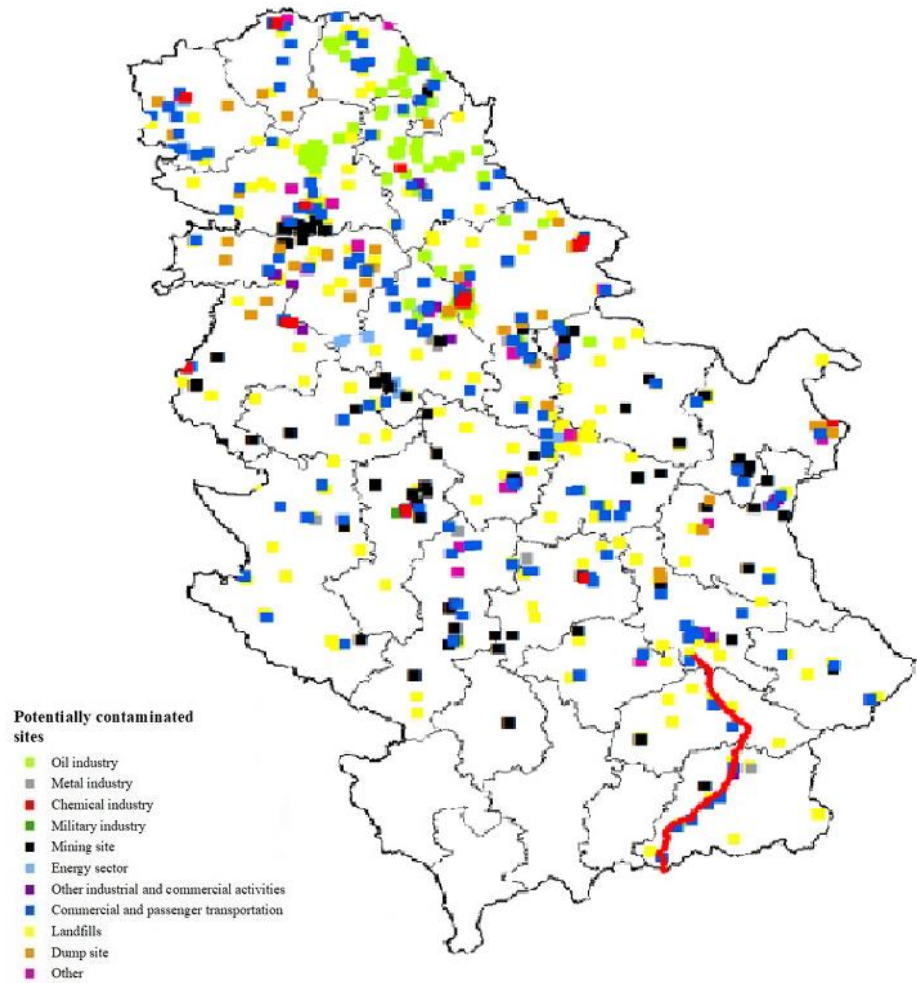 Potentially contaminated
sites
Oil industry
Metal industry
Chemical industry
Military industry
Mining site
Energy sector
Other industrial and commercial activities
Commercial and passenger transportation
Landfills
Dump site
Other